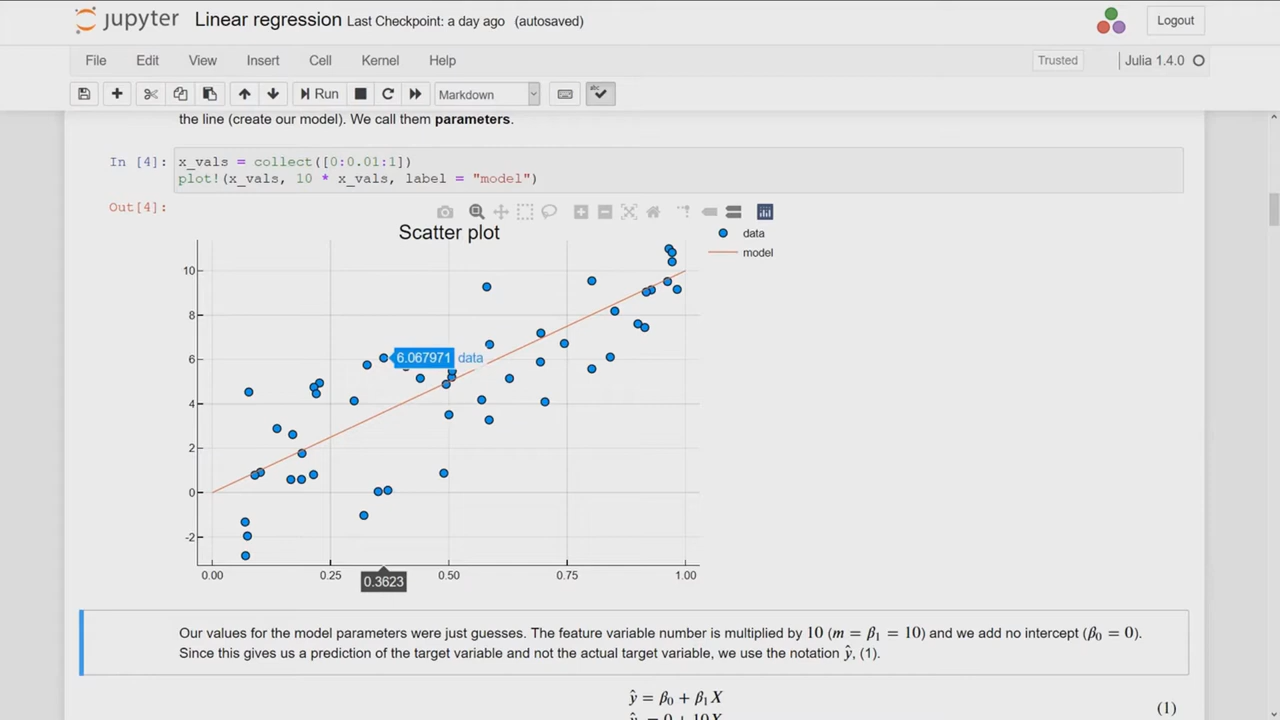 jupyter Linear regression Last Checkpoint: a day ago (autosaved) Logout
File Edit View Insert Cell Kernel Help Trusted Julia 1.4.0
Run Markdown
the line (create our model). We call them parameters.
In [4]: x_vals = collect([0:0.01:1])
plot!(x_vals, 10 * x_vals, label = "model")
Out[4]:
Scatter plot
data
model
10
8
6
6.067971 data
4
2
0
-2
0.00 0.25 0.50 0.75 1.00
0.3623
Our values for the model parameters were just guesses. The feature variable number is multiplied by 10 (m = β₁ = 10) and we add no intercept (β₀ = 0).
Since this gives us a prediction of the target variable and not the actual target variable, we use the notation ŷ, (1).
ŷ = β₀ + β₁X
(1)
ŷ = 0 + 10X